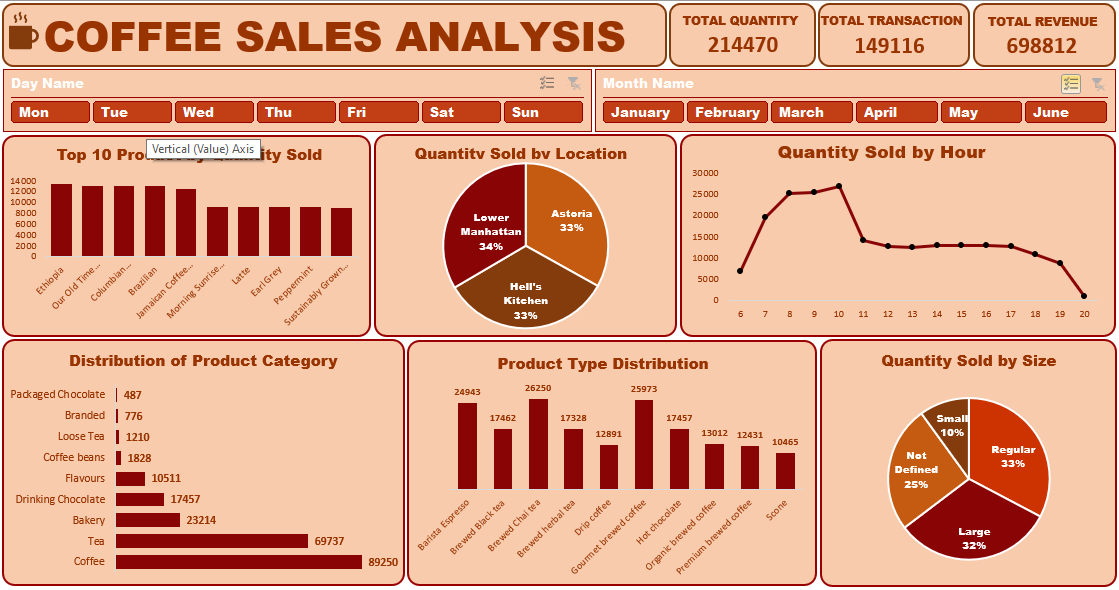 COFFEE SALES ANALYSIS
TOTAL QUANTITY
214470
TOTAL TRANSACTION
149116
TOTAL REVENUE
698812
Day Name
Mon Tue Wed Thu Fri Sat Sun
Month Name
January February March April May June
Top 10 Pro ity Sold
Vertical (Value) Axis
14000
12000
10000
8000
6000
4000
2000
0
Ethiopia
Our Old Time...
Columbian...
Brazilian
Jamaican Coffee...
Morning Sunrise...
Latte
Earl Grey
Peppermint
Sustainably Grown...
Quantity Sold by Location
Lower
Manhattan
34%
Astoria
33%
Hell's
Kitchen
33%
Quantity Sold by Hour
30000
25000
20000
15000
10000
5000
0
6 7 8 9 10 11 12 13 14 15 16 17 18 19 20
Distribution of Product Category
Packaged Chocolate 487
Branded 776
Loose Tea 1210
Coffee beans 1828
Flavours 10511
Drinking Chocolate 17457
Bakery 23214
Tea 69737
Coffee 89250
Product Type Distribution
24943 17462 26250 17328 12891 25973 17457 13012 12431 10465
Barista Espresso
Brewed Black tea
Brewed Chai tea
Brewed herbal tea
Drip coffee
Gourmet brewed coffee
Hot chocolate
Organic brewed coffee
Premium brewed coffee
Scone
Quantity Sold by Size
Small
10%
Regular
33%
Not
Defined
25%
Large
32%